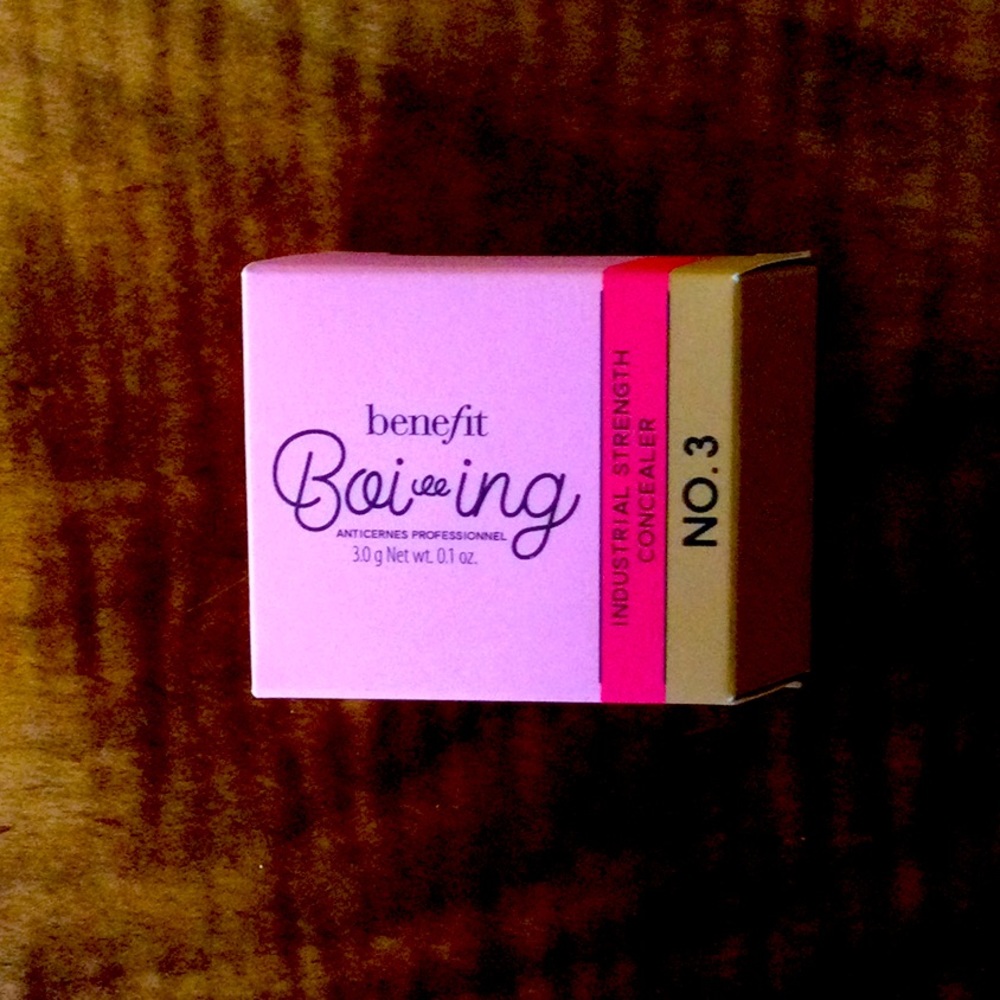 benefit
Boi-ing
ANTICERNES PROFESSIONNEL
3.0 g Net wt. 0.1 oz.
INDUSTRIAL STRENGTH
CONCEALER
NO. 3